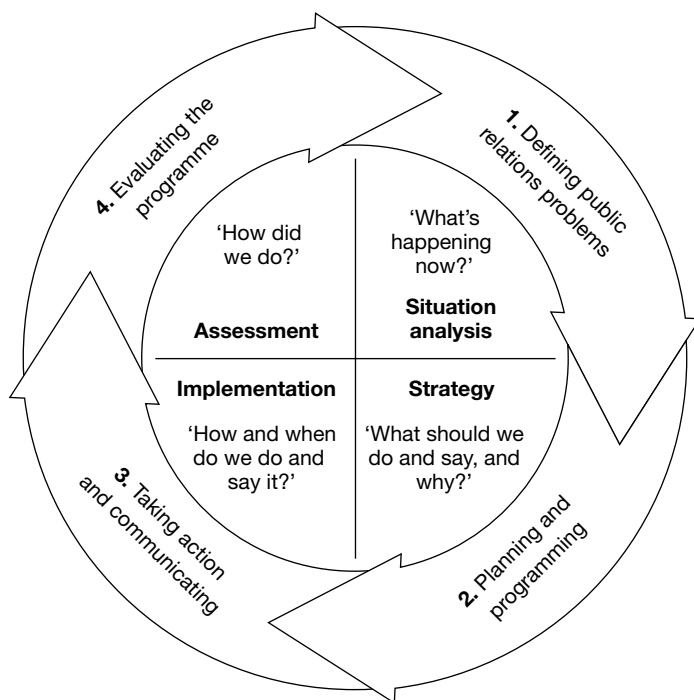 1. Defining public
relations problems
‘What’s
happening
now?’
Situation
analysis
2. Planning and
programming
Strategy
‘What should we
do and say, and
why?’
3. Taking action
and communicating
Implementation
‘How and when
do we do and
say it?’
4. Evaluating the
programme
‘How did
we do?’
Assessment